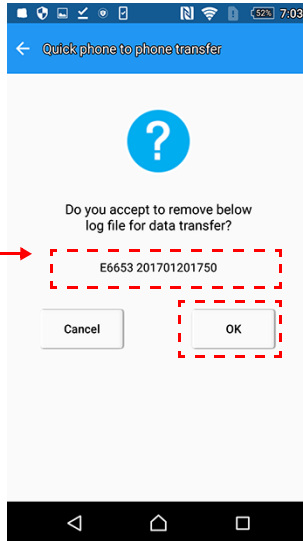 52% 7:03
Quick phone to phone transfer
?
Do you accept to remove below
log file for data transfer?
E6653 201701201750
Cancel OK